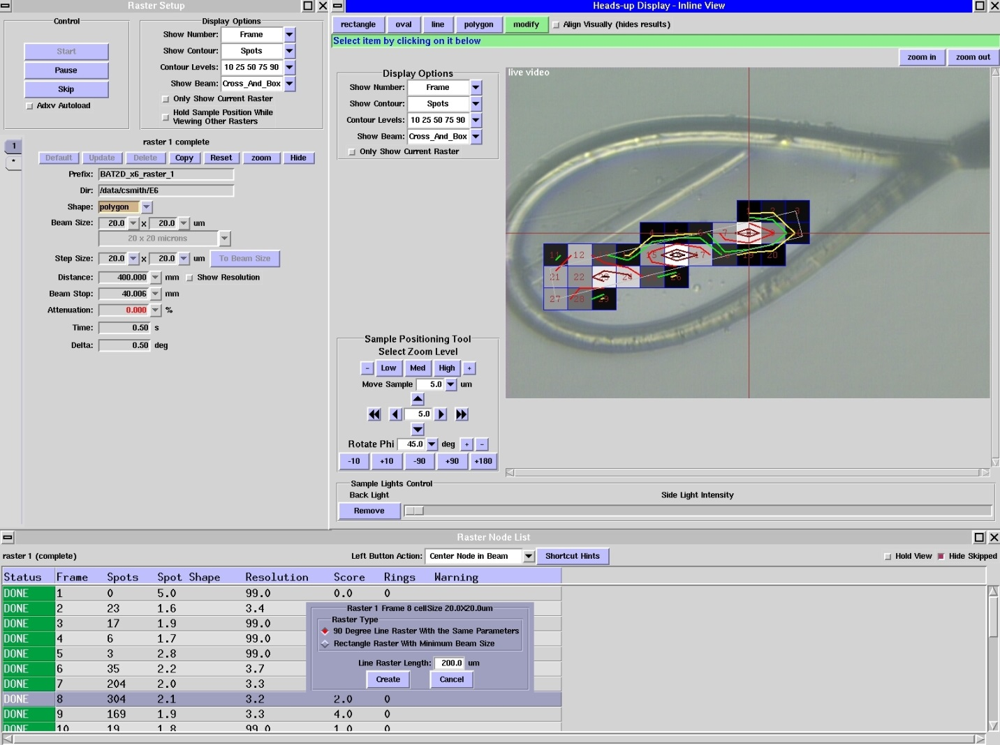 Raster Setup
Control
Start
Pause
Skip
Adxv Autoload
Display Options
Show Number: Frame
Show Contour: Spots
Contour Levels: 10 25 50 75 90
Show Beam: Cross_And_Box
Only Show Current Raster
Hold Sample Position While
Viewing Other Rasters
1
*
raster 1 complete
Default Update Delete Copy Reset zoom Hide
Prefix: BAT2D_x6_raster_1
Dir: /data/csmith/E6
Shape: polygon
Beam Size: 20.0 x 20.0 um
20 x 20 microns
Step Size: 20.0 x 20.0 um To Beam Size
Distance: 400.000 mm Show Resolution
Beam Stop: 40.006 mm
Attenuation: 0.000 %
Time: 0.50 s
Delta: 0.50 deg
Heads-up Display - Inline View
rectangle oval line polygon modify Align Visually (hides results)
Select item by clicking on it below
zoom in zoom out
Display Options
Show Number: Frame
Show Contour: Spots
Contour Levels: 10 25 50 75 90
Show Beam: Cross_And_Box
Only Show Current Raster
live video
1 2 3
4 5 6 7
11 12 15 17 19 20
21 22 24 26
27 28 29
Sample Positioning Tool
Select Zoom Level
- Low Med High +
Move Sample 5.0 um
5.0
Rotate Phi 45.0 deg + -
-10 +10 -90 +90 +180
Sample Lights Control
Back Light Side Light Intensity
Remove
Raster Node List
raster 1 (complete) Left Button Action: Center Node in Beam Shortcut Hints Hold View Hide Skipped
Status Frame Spots Spot Shape Resolution Score Rings Warning
DONE 1 0 5.0 99.0 0.0 0
DONE 2 23 1.6 3.4
DONE 3 17 1.9 99.0
DONE 4 6 1.7 99.0
DONE 5 3 2.8 99.0
DONE 6 35 2.2 3.7
DONE 7 204 2.0 3.3
DONE 8 304 2.1 3.2 2.0 0
DONE 9 169 1.9 3.3 4.0 0
DONE 10 19 1.8 99.0 1.0 0
Raster 1 Frame 8 cellSize 20.0X20.0um
Raster Type
90 Degree Line Raster With the Same Parameters
Rectangle Raster With Minimum Beam Size
Line Raster Length: 200.0 um
Create Cancel